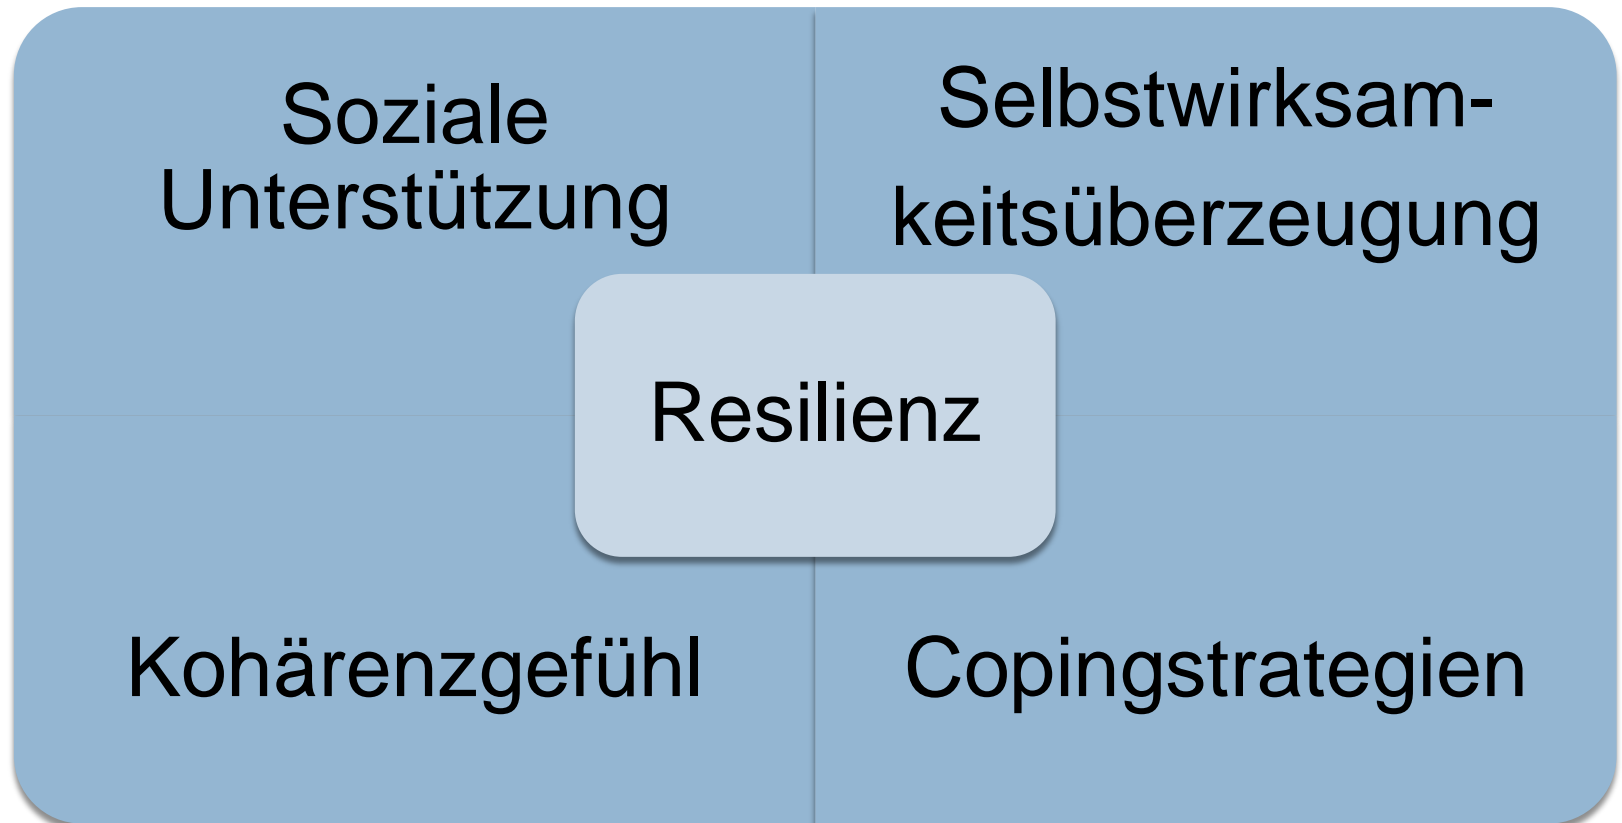 Soziale
Unterstützung
Selbstwirksam-
keitsüberzeugung
Resilienz
Kohärenzgefühl
Copingstrategien